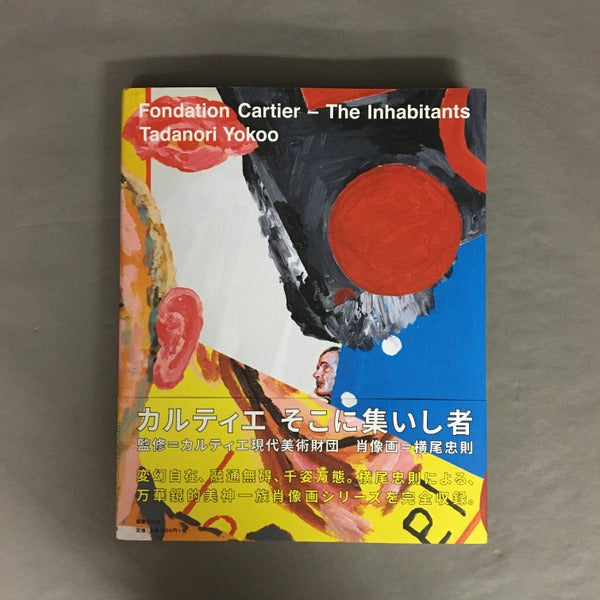 Fondation Cartier – The Inhabitants
Tadanori Yokoo
カルティエ そこに集いし者
監修=カルティエ現代美術財団 肖像画=横尾忠則
変幻自在、融通無碍、千姿万態。横尾忠則による、
万華鏡的美神一族肖像画シリーズを完全収録。
PI